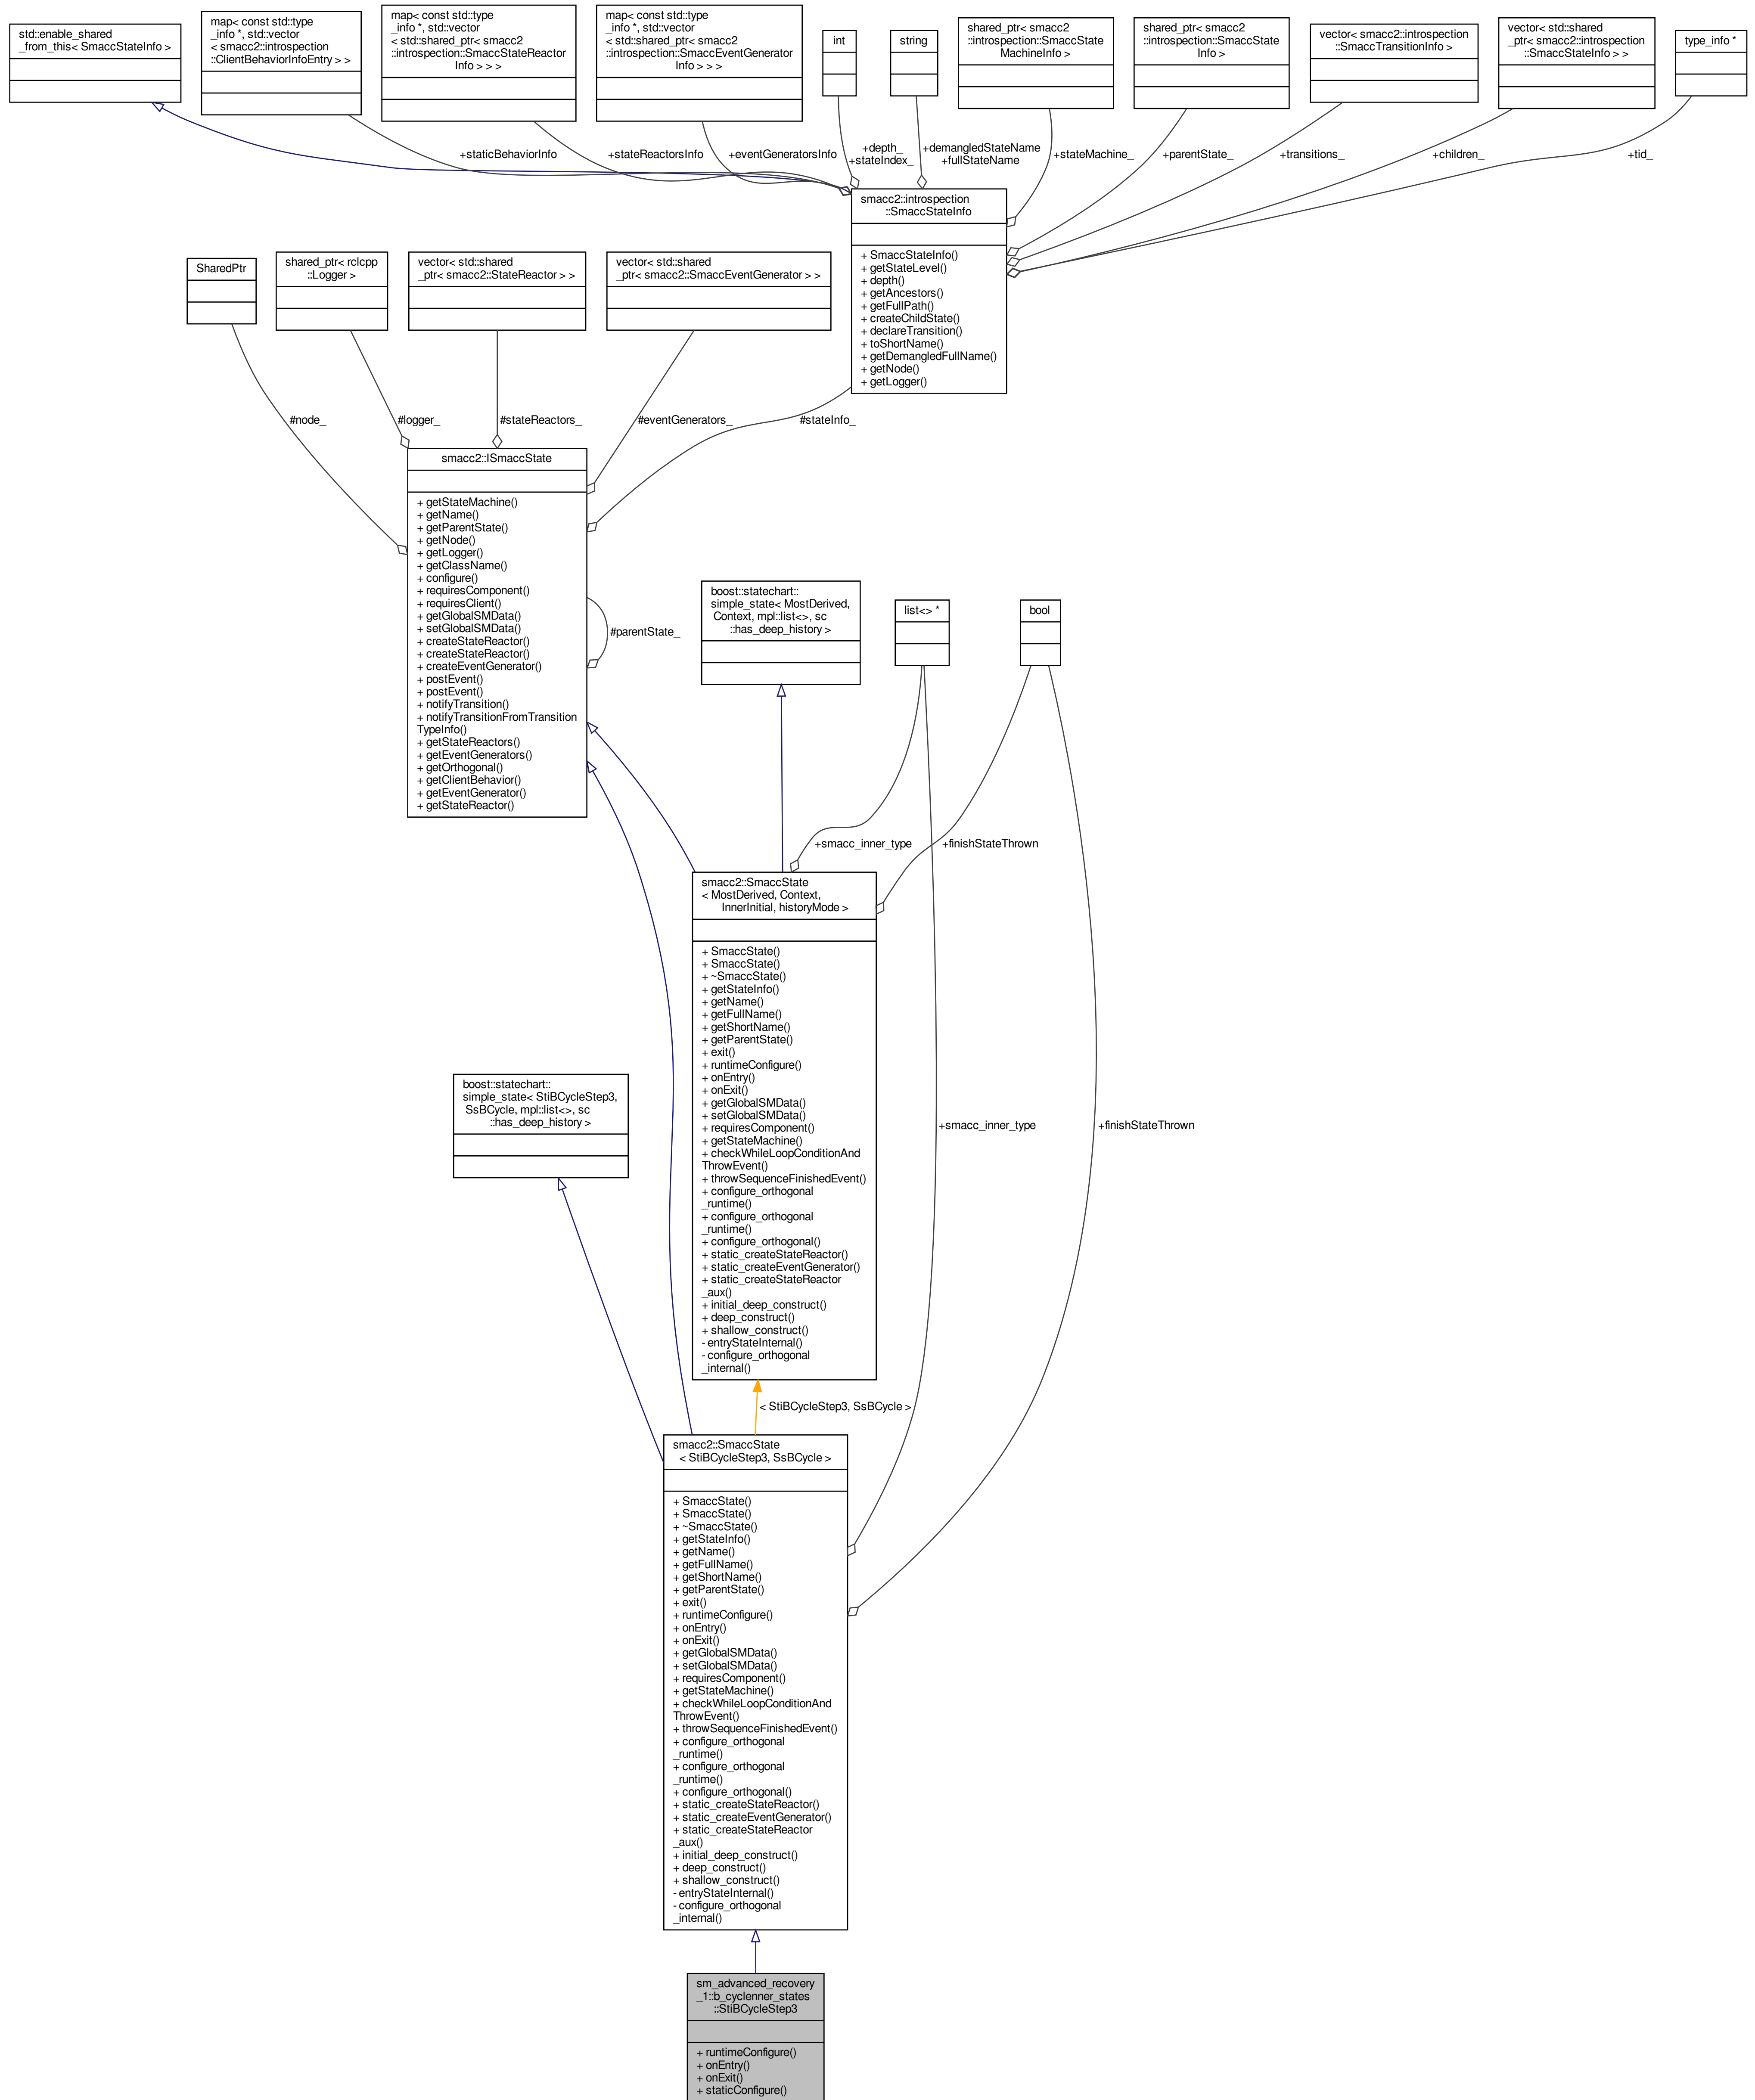 std::enable_shared
_from_this< SmaccStateInfo >
map< const std::type
_info *, std::vector
< smacc2::introspection
::ClientBehaviorInfoEntry > >
map< const std::type
_info *, std::vector
< std::shared_ptr< smacc2
::introspection::SmaccStateReactor
Info > > >
map< const std::type
_info *, std::vector
< std::shared_ptr< smacc2
::introspection::SmaccEventGenerator
Info > > >
int
string
shared_ptr< smacc2
::introspection::SmaccState
MachineInfo >
shared_ptr< smacc2
::introspection::SmaccState
Info >
vector< smacc2::introspection
::SmaccTransitionInfo >
vector< std::shared
_ptr< smacc2::introspection
::SmaccStateInfo > >
type_info *
+staticBehaviorInfo
+stateReactorsInfo
+eventGeneratorsInfo
+depth_
+stateIndex_
+demangledStateName
+fullStateName
+stateMachine_
+parentState_
+transitions_
+children_
+tid_
smacc2::introspection
::SmaccStateInfo
+ SmaccStateInfo()
+ getStateLevel()
+ depth()
+ getAncestors()
+ getFullPath()
+ createChildState()
+ declareTransition()
+ toShortName()
+ getDemangledFullName()
+ getNode()
+ getLogger()
SharedPtr
shared_ptr< rclcpp
::Logger >
vector< std::shared
_ptr< smacc2::StateReactor > >
vector< std::shared
_ptr< smacc2::SmaccEventGenerator > >
#node_
#logger_
#stateReactors_
#eventGenerators_
#stateInfo_
smacc2::ISmaccState
+ getStateMachine()
+ getName()
+ getParentState()
+ getNode()
+ getLogger()
+ getClassName()
+ configure()
+ requiresComponent()
+ requiresClient()
+ getGlobalSMData()
+ setGlobalSMData()
+ createStateReactor()
+ createStateReactor()
+ createEventGenerator()
+ postEvent()
+ postEvent()
+ notifyTransition()
+ notifyTransitionFromTransition
TypeInfo()
+ getStateReactors()
+ getEventGenerators()
+ getOrthogonal()
+ getClientBehavior()
+ getEventGenerator()
+ getStateReactor()
#parentState_
boost::statechart::
simple_state< MostDerived,
Context, mpl::list<>, sc
::has_deep_history >
list<> *
bool
+smacc_inner_type
+finishStateThrown
smacc2::SmaccState
< MostDerived, Context,
InnerInitial, historyMode >
+ SmaccState()
+ SmaccState()
+ ~SmaccState()
+ getStateInfo()
+ getName()
+ getFullName()
+ getShortName()
+ getParentState()
+ exit()
+ runtimeConfigure()
+ onEntry()
+ onExit()
+ getGlobalSMData()
+ setGlobalSMData()
+ requiresComponent()
+ getStateMachine()
+ checkWhileLoopConditionAnd
ThrowEvent()
+ throwSequenceFinishedEvent()
+ configure_orthogonal
_runtime()
+ configure_orthogonal
_runtime()
+ configure_orthogonal()
+ static_createStateReactor()
+ static_createEventGenerator()
+ static_createStateReactor
_aux()
+ initial_deep_construct()
+ deep_construct()
+ shallow_construct()
- entryStateInternal()
- configure_orthogonal
_internal()
boost::statechart::
simple_state< StiBCycleStep3,
SsBCycle, mpl::list<>, sc
::has_deep_history >
+smacc_inner_type
+finishStateThrown
< StiBCycleStep3, SsBCycle >
smacc2::SmaccState
< StiBCycleStep3, SsBCycle >
+ SmaccState()
+ SmaccState()
+ ~SmaccState()
+ getStateInfo()
+ getName()
+ getFullName()
+ getShortName()
+ getParentState()
+ exit()
+ runtimeConfigure()
+ onEntry()
+ onExit()
+ getGlobalSMData()
+ setGlobalSMData()
+ requiresComponent()
+ getStateMachine()
+ checkWhileLoopConditionAnd
ThrowEvent()
+ throwSequenceFinishedEvent()
+ configure_orthogonal
_runtime()
+ configure_orthogonal
_runtime()
+ configure_orthogonal()
+ static_createStateReactor()
+ static_createEventGenerator()
+ static_createStateReactor
_aux()
+ initial_deep_construct()
+ deep_construct()
+ shallow_construct()
- entryStateInternal()
- configure_orthogonal
_internal()
sm_advanced_recovery
_1::b_cyclenner_states
::StiBCycleStep3
+ runtimeConfigure()
+ onEntry()
+ onExit()
+ staticConfigure()